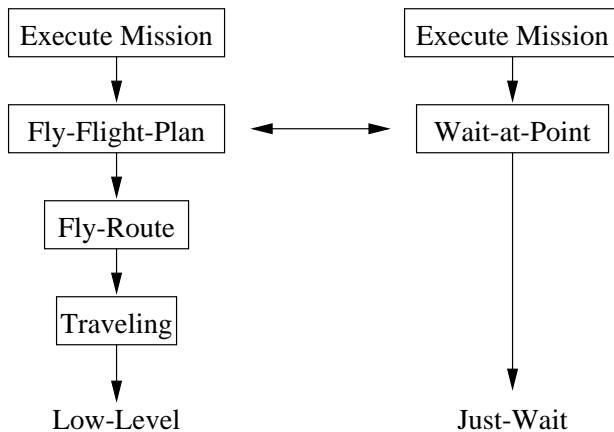 Execute Mission
Fly-Flight-Plan
Fly-Route
Traveling
Low-Level
Execute Mission
Wait-at-Point
Just-Wait